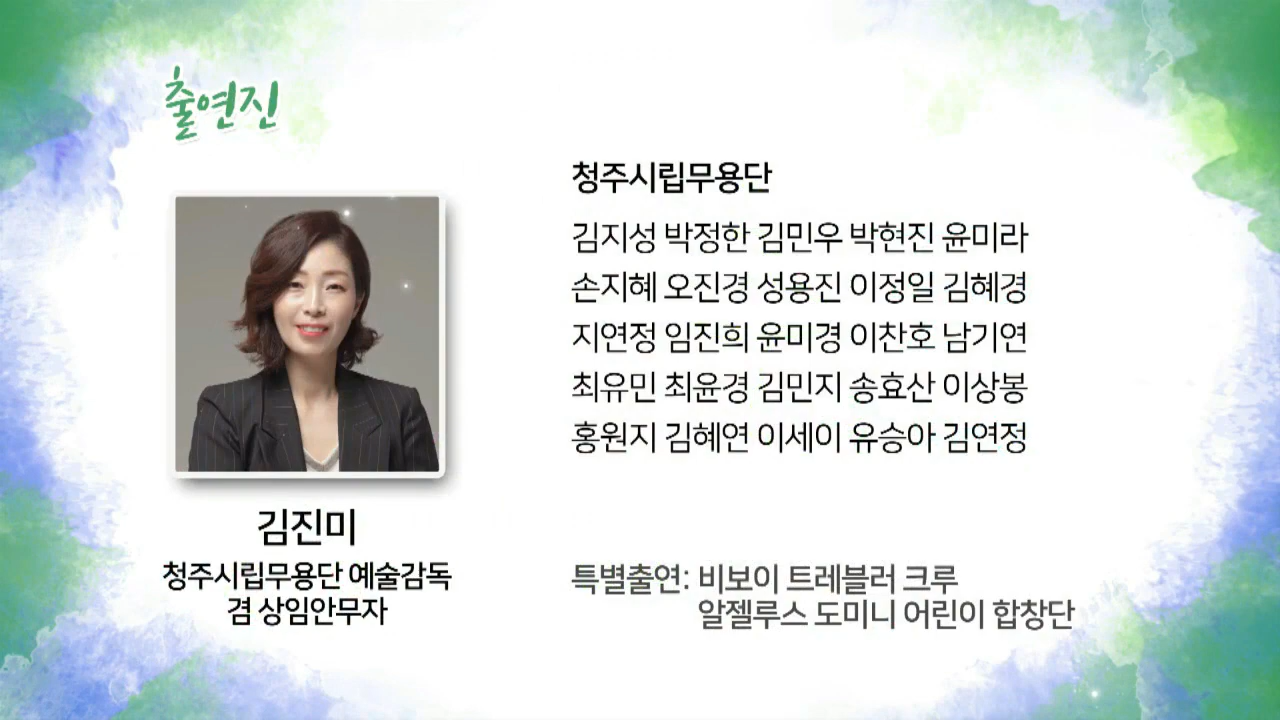 출연진
청주시립무용단
김지성 박정한 김민우 박현진 윤미라
손지혜 오진경 성용진 이정일 김혜경
지연정 임진희 윤미경 이찬호 남기연
최유민 최윤경 김민지 송효산 이상봉
홍원지 김혜연 이세이 유승아 김연정
김진미
청주시립무용단 예술감독
겸 상임안무자
특별출연: 비보이 트레블러 크루
알젤루스 도미니 어린이 합창단